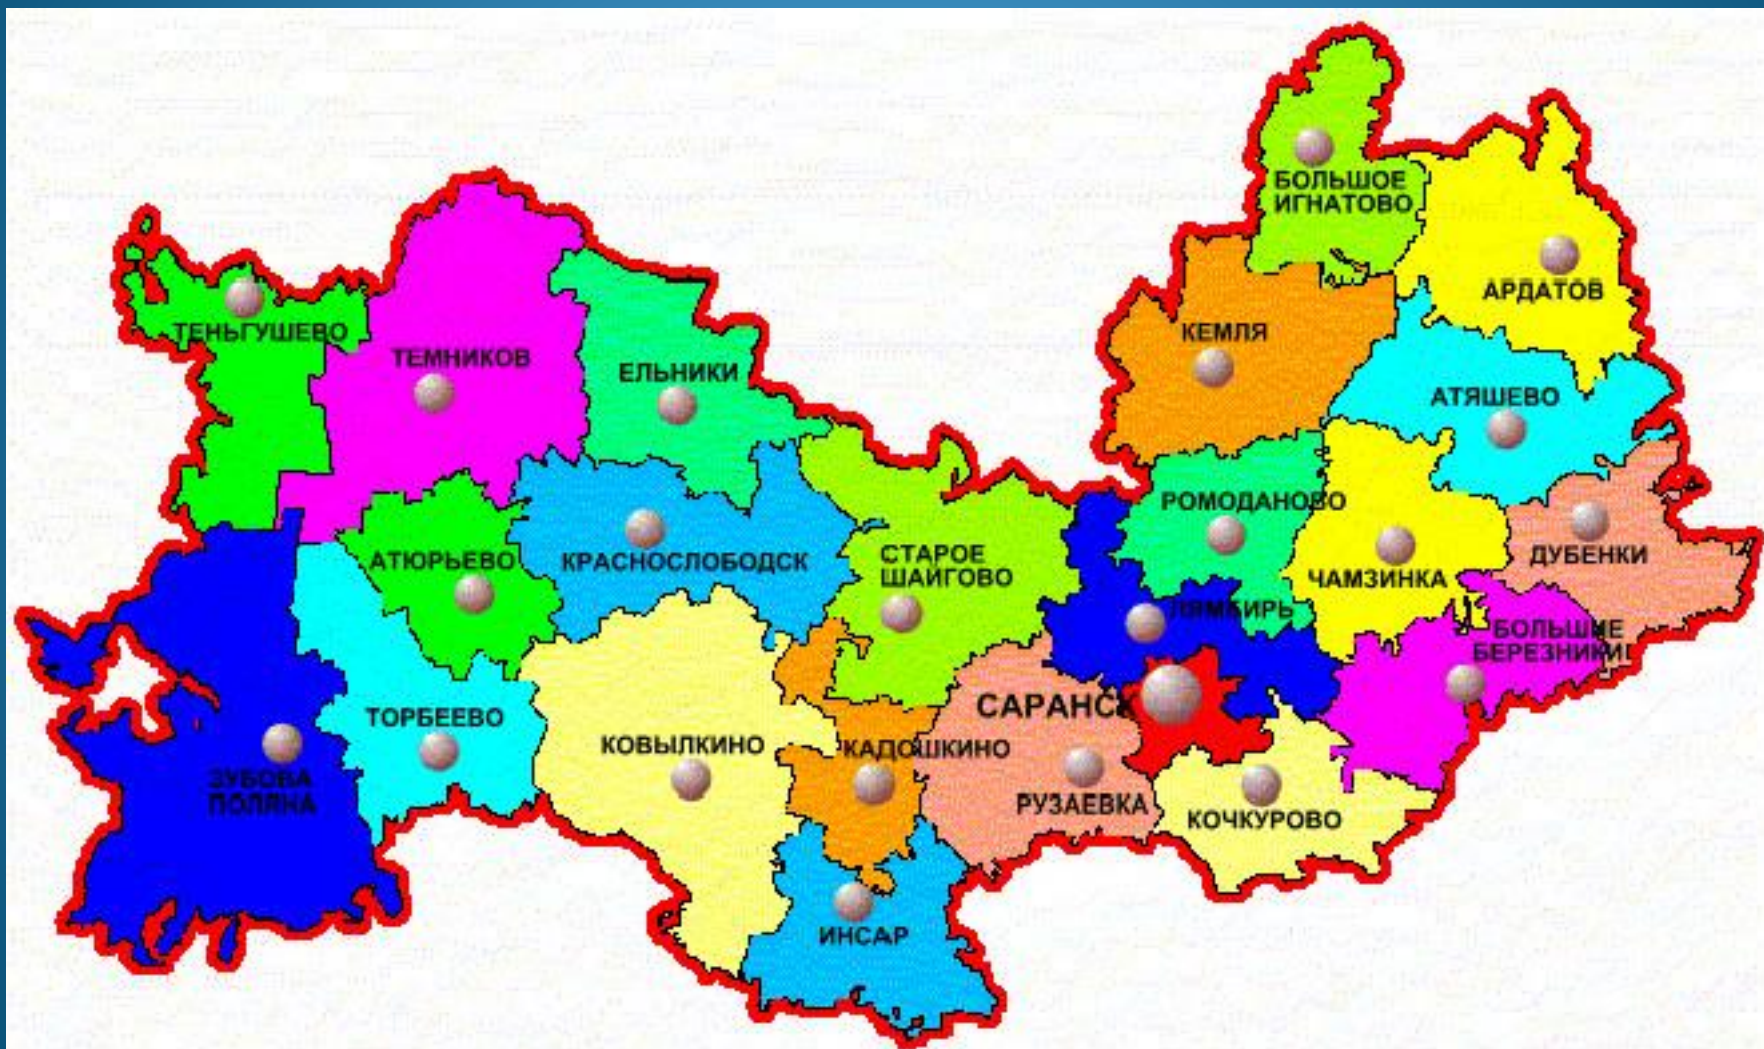 БОЛЬШОЕ
ИГНАТОВО
АРДАТОВ
ТЕНЬГУШЕВО
КЕМЛЯ
ТЕМНИКОВ
ЕЛЬНИКИ
АТЯШЕВО
РОМОДАНОВО
АТЮРЬЕВО
КРАСНОСЛОБОДСК
СТАРОЕ
ШАЙГОВО
ДУБЕНКИ
ЧАМЗИНКА
ЛЯМБИРЬ
БОЛЬШИЕ
БЕРЕЗНИКИ
САРАНСК
ТОРБЕЕВО
КОВЫЛКИНО
КАДОШКИНО
ЗУБОВА
ПОЛЯНА
РУЗАЕВКА
КОЧКУРОВО
ИНСАР